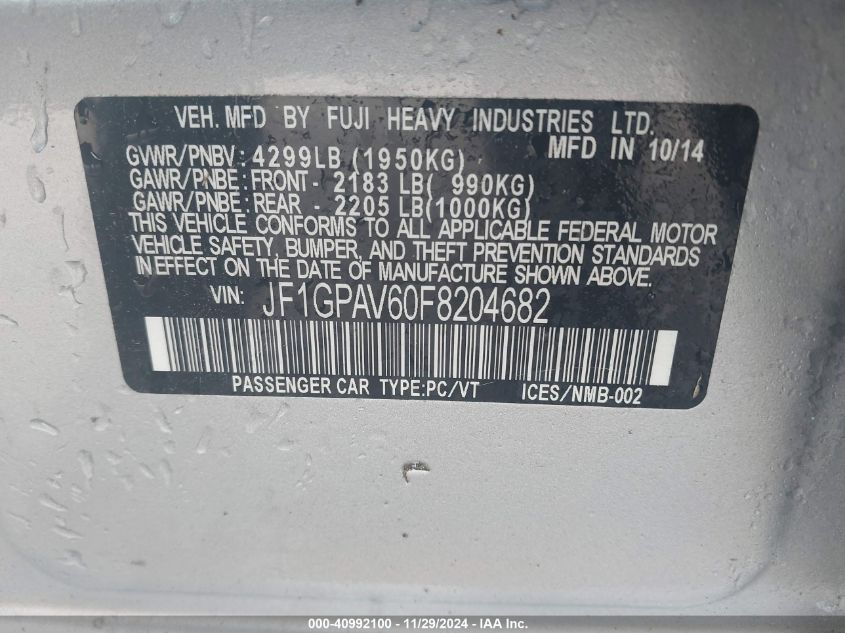 VEH. MFD BY FUJI HEAVY INDUSTRIES LTD.
GVWR/PNBV: 4299LB (1950KG) MFD IN 10/14
GAWR/PNBE: FRONT - 2183 LB( 990KG)
GAWR/PNBE: REAR - 2205 LB(1000KG)
THIS VEHICLE CONFORMS TO ALL APPLICABLE FEDERAL MOTOR
VEHICLE SAFETY, BUMPER, AND THEFT PREVENTION STANDARDS
IN EFFECT ON THE DATE OF MANUFACTURE SHOWN ABOVE.
VIN: JF1GPAV60F8204682
PASSENGER CAR TYPE:PC/VT ICES/NMB-002
000-40992100 - 11/29/2024 - IAA Inc.